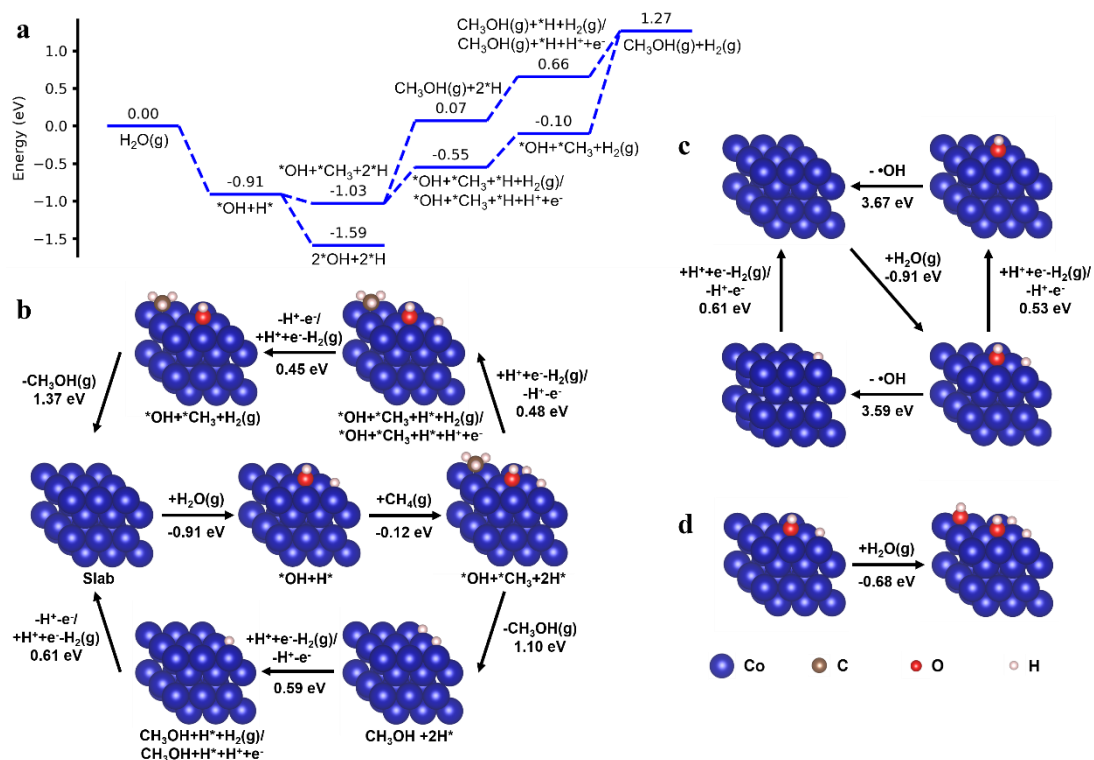 a
Energy (eV)
1.0
0.5
0.0
−0.5
−1.0
−1.5
0.00
H₂O(g)
-0.91
*OH+H*
*OH+*CH₃+2*H
-1.03
-1.59
2*OH+2*H
CH₃OH(g)+2*H
0.07
-0.55
*OH+*CH₃+*H+H₂(g)/
*OH+*CH₃+*H+H⁺+e⁻
CH₃OH(g)+*H+H₂(g)/
CH₃OH(g)+*H+H⁺+e⁻
0.66
-0.10
*OH+*CH₃+H₂(g)
1.27
CH₃OH(g)+H₂(g)
b
-H⁺-e⁻/
+H⁺+e⁻-H₂(g)
0.45 eV
-CH₃OH(g)
1.37 eV
*OH+*CH₃+H₂(g)
*OH+*CH₃+H*+H₂(g)/
*OH+*CH₃+H*+H⁺+e⁻
+H⁺+e⁻-H₂(g)/
-H⁺-e⁻
0.48 eV
+H₂O(g)
-0.91 eV
+CH₄(g)
-0.12 eV
Slab
*OH+H*
*OH+*CH₃+2H*
-H⁺-e⁻/
+H⁺+e⁻-H₂(g)
0.61 eV
+H⁺+e⁻-H₂(g)/
-H⁺-e⁻
0.59 eV
-CH₃OH(g)
1.10 eV
CH₃OH+H*+H₂(g)/
CH₃OH+H*+H⁺+e⁻
CH₃OH +2H*
c
- •OH
3.67 eV
+H₂O(g)
-0.91 eV
+H⁺+e⁻-H₂(g)/
-H⁺-e⁻
0.61 eV
+H⁺+e⁻-H₂(g)/
-H⁺-e⁻
0.53 eV
- •OH
3.59 eV
d
+H₂O(g)
-0.68 eV
Co
C
O
H